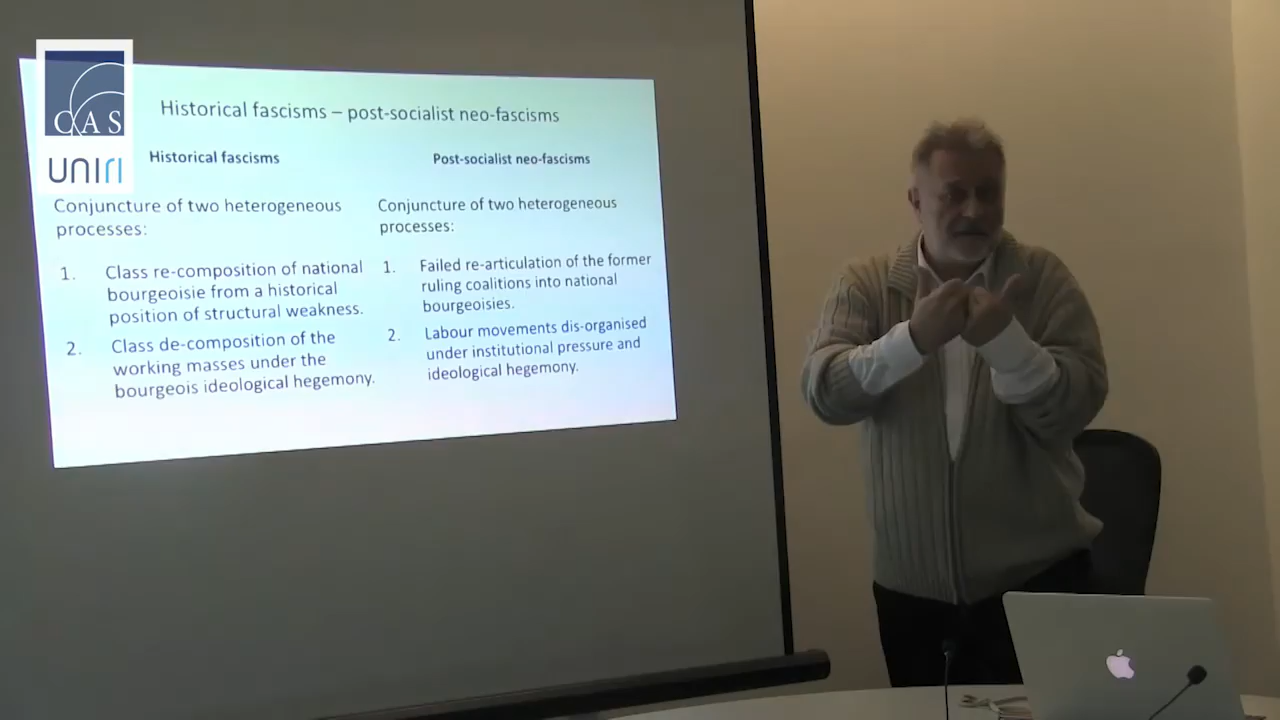 CAS
UNIRI
Historical fascisms – post-socialist neo-fascisms
Historical fascisms
Conjuncture of two heterogeneous
processes:
1. Class re-composition of national
bourgeoisie from a historical
position of structural weakness.
2. Class de-composition of the
working masses under the
bourgeois ideological hegemony.
Post-socialist neo-fascisms
Conjuncture of two heterogeneous
processes:
1. Failed re-articulation of the former
ruling coalitions into national
bourgeoisies.
2. Labour movements dis-organised
under institutional pressure and
ideological hegemony.